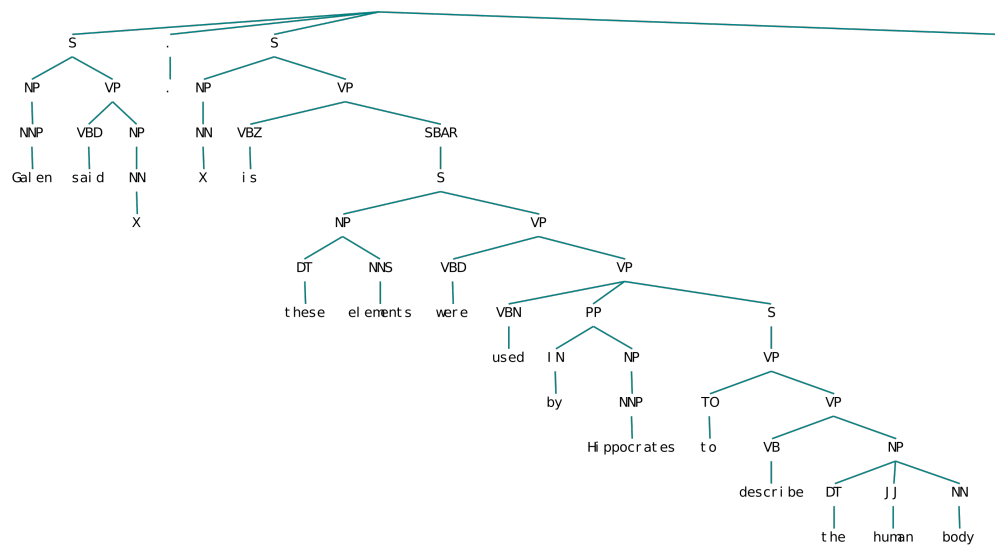 S . S
NP VP . NP VP
NNP VBD NP NN VBZ SBAR
Galen said NN X is S
X NP VP
DT NNS VBD VP
these elements were VBN PP S
used IN NP VP
by NNP TO VP
Hippocrates to VB NP
describe DT JJ NN
the human body